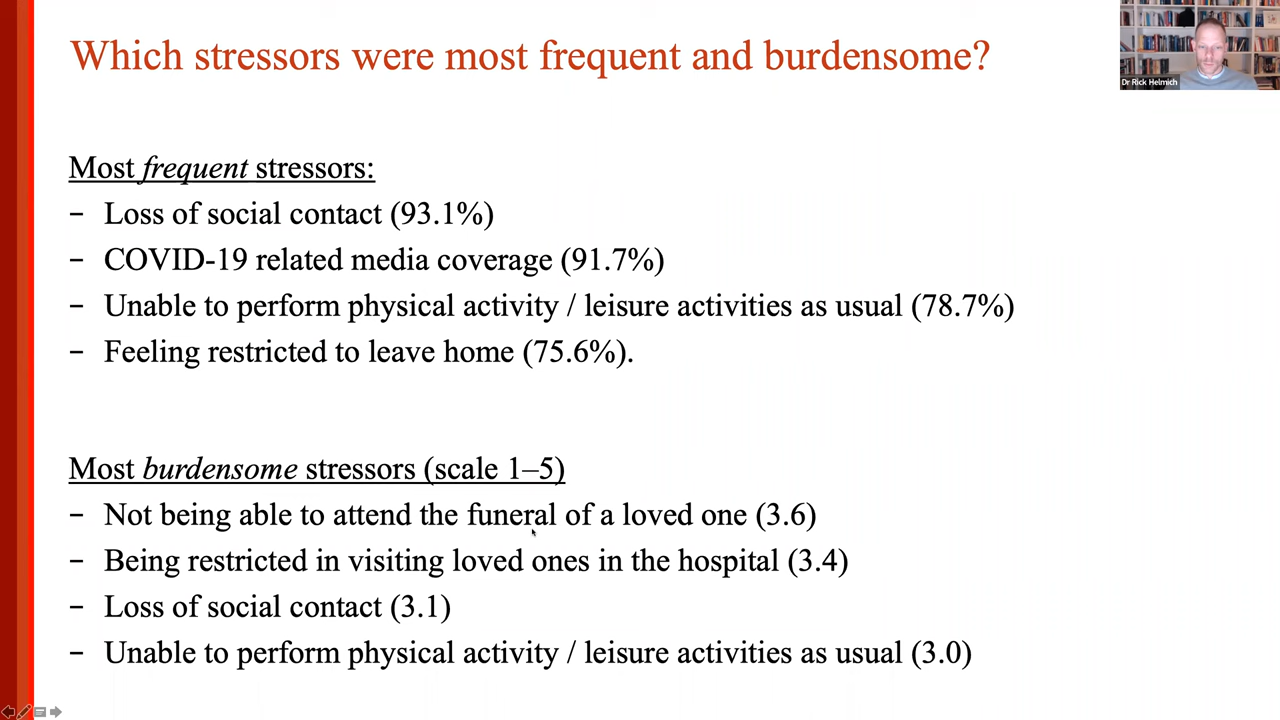 Which stressors were most frequent and burdensome?
Dr Rick Helmich
Most frequent stressors:
- Loss of social contact (93.1%)
- COVID-19 related media coverage (91.7%)
- Unable to perform physical activity / leisure activities as usual (78.7%)
- Feeling restricted to leave home (75.6%).
Most burdensome stressors (scale 1–5)
- Not being able to attend the funeral of a loved one (3.6)
- Being restricted in visiting loved ones in the hospital (3.4)
- Loss of social contact (3.1)
- Unable to perform physical activity / leisure activities as usual (3.0)